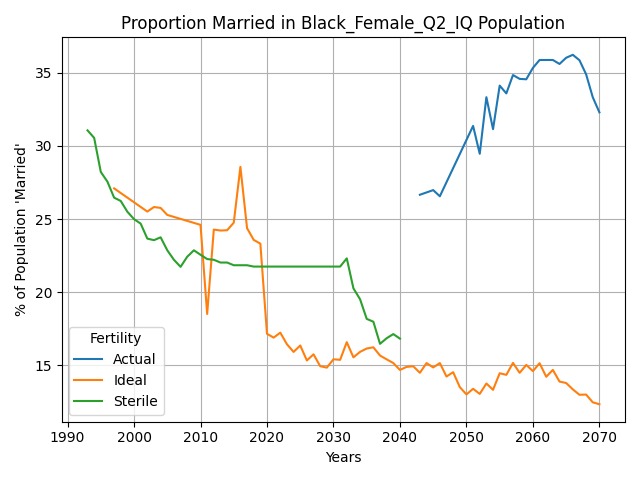 Proportion Married in Black_Female_Q2_IQ Population
% of Population 'Married'
35
30
25
20
15
Fertility
Actual
Ideal
Sterile
1990 2000 2010 2020 2030 2040 2050 2060 2070
Years